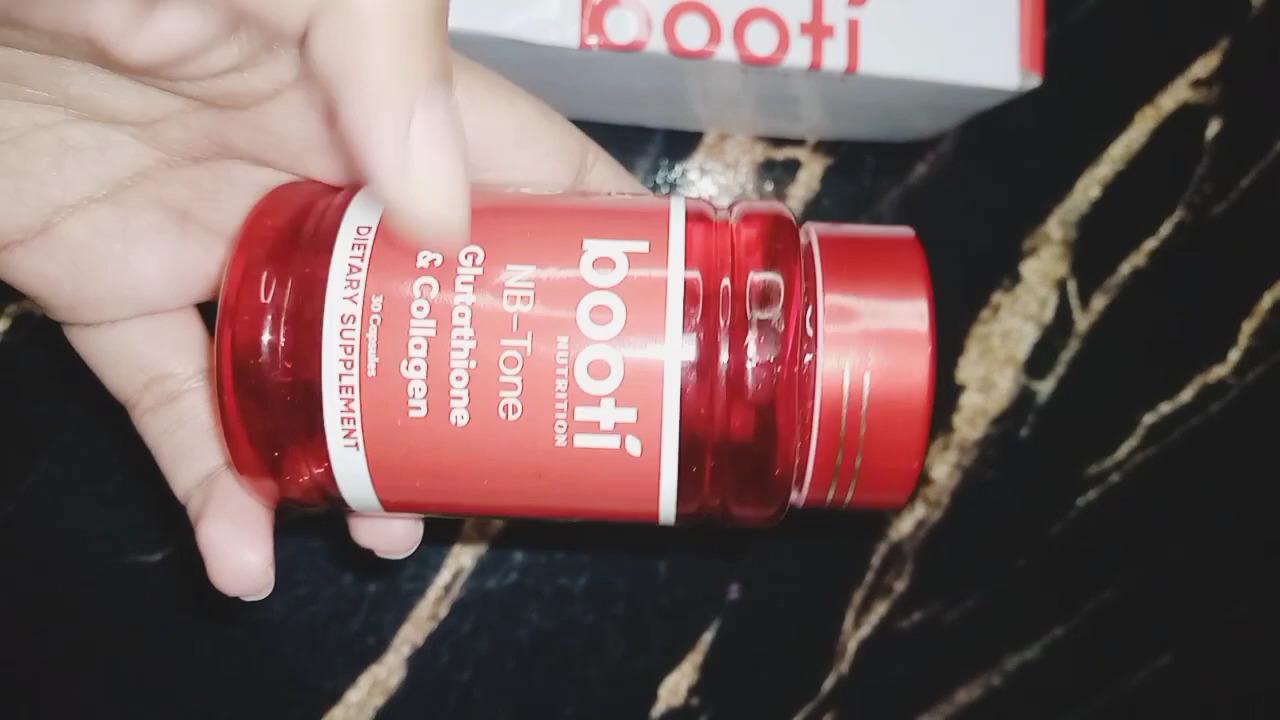 booti
booti
NUTRITION
NB-Tone
Glutathione
& Collagen
30 Capsules
DIETARY SUPPLEMENT